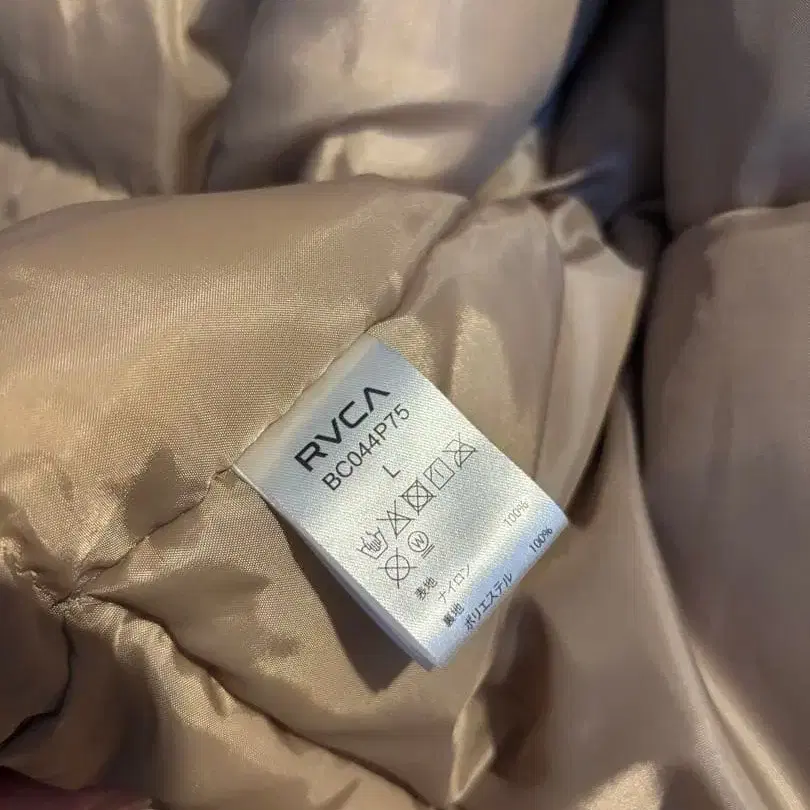 RVCA
BC044P75
L
W
表地
ナイロン 100%
裏地
ポリエステル 100%